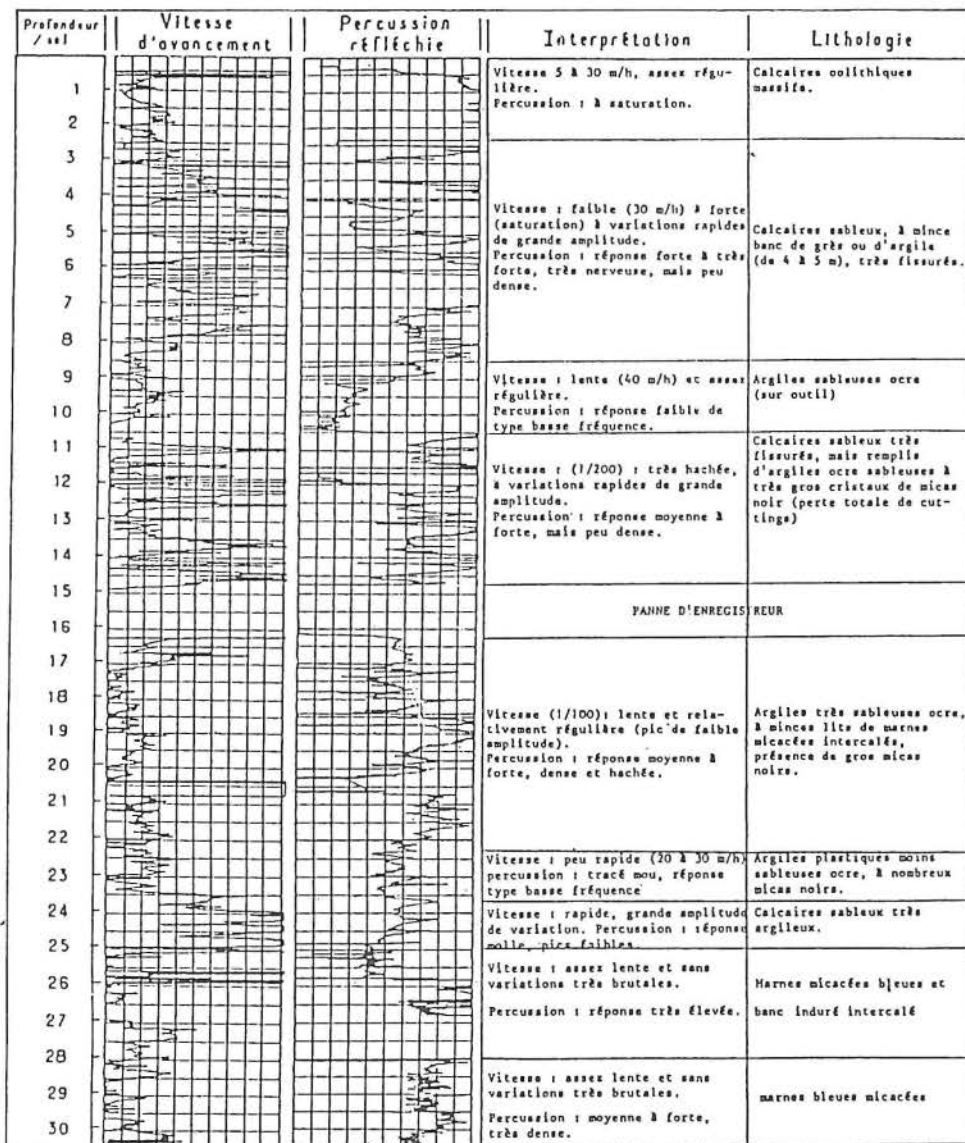 Profondeur
/ sol
Vitesse
d'avancement
Percussion
réfléchie
Interprétation
Lithologie
1
2
3
4
5
6
7
8
9
10
11
12
13
14
15
16
17
18
19
20
21
22
23
24
25
26
27
28
29
30
Vitesse 5 à 30 m/h, assez régu-
lière.
Percussion : à saturation.
Calcaires oolithiques
massifs.
Vitesse : faible (30 m/h) à forte
(saturation) à variations rapides
de grande amplitude.
Percussion : réponse forte à très
forte, très nerveuse, mais peu
dense.
Calcaires sableux, à mince
banc de grès ou d'argile
(de 4 à 5 m), très fissurés.
Vitesse : lente (40 m/h) et assez
régulière.
Percussion : réponse faible de
type basse fréquence.
Argiles sableuses ocre
(sur outil)
Vitesse : (1/200) : très hachée,
à variations rapides de grande
amplitude.
Percussion : réponse moyenne à
forte, mais peu dense.
Calcaires sableux très
fissurés, mais remplis
d'argiles ocre sableuses à
très gros cristaux de micas
noir (perte totale de cut-
tings)
PANNE D'ENREGISTREUR
Vitesse (1/100): lente et rela-
tivement régulière (pic de faible
amplitude).
Percussion : réponse moyenne à
forte, dense et hachée.
Argiles très sableuses ocre,
à minces lits de marnes
micacées intercalés,
présence de gros micas
noirs.
Vitesse : peu rapide (20 à 30 m/h)
percussion : tracé mou, réponse
type basse fréquence
Argiles plastiques moins
sableuses ocre, à nombreux
micas noirs.
Vitesse : rapide, grande amplitude
de variation. Percussion : réponse
molle, pics faibles.
Calcaires sableux très
argileux.
Vitesse : assez lente et sans
variations très brutales.
Percussion : réponse très élevée.
Marnes micacées bleues et
banc induré intercalé
Vitesse : assez lente et sans
variations très brutales.
Percussion : moyenne à forte,
très dense.
marnes bleues micacées